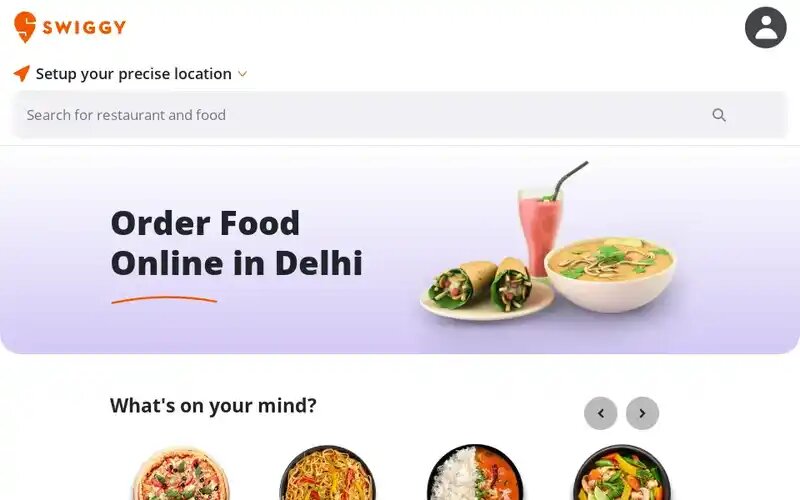 SWIGGY
Setup your precise location
Search for restaurant and food
Order Food
Online in Delhi
What's on your mind?